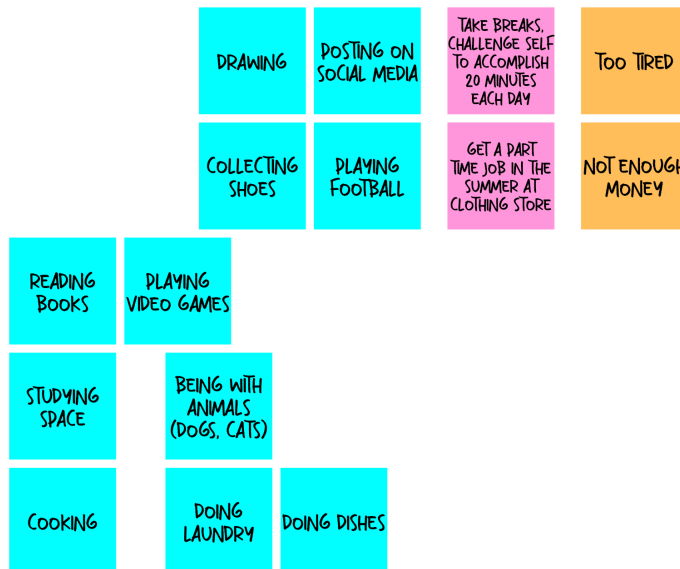 DRAWING
POSTING ON
SOCIAL MEDIA
TAKE BREAKS,
CHALLENGE SELF
TO ACCOMPLISH
20 MINUTES
EACH DAY
TOO TIRED
COLLECTING
SHOES
PLAYING
FOOTBALL
GET A PART
TIME JOB IN THE
SUMMER AT
CLOTHING STORE
NOT ENOUGH
MONEY
READING
BOOKS
PLAYING
VIDEO GAMES
STUDYING
SPACE
BEING WITH
ANIMALS
(DOGS, CATS)
COOKING
DOING
LAUNDRY
DOING DISHES